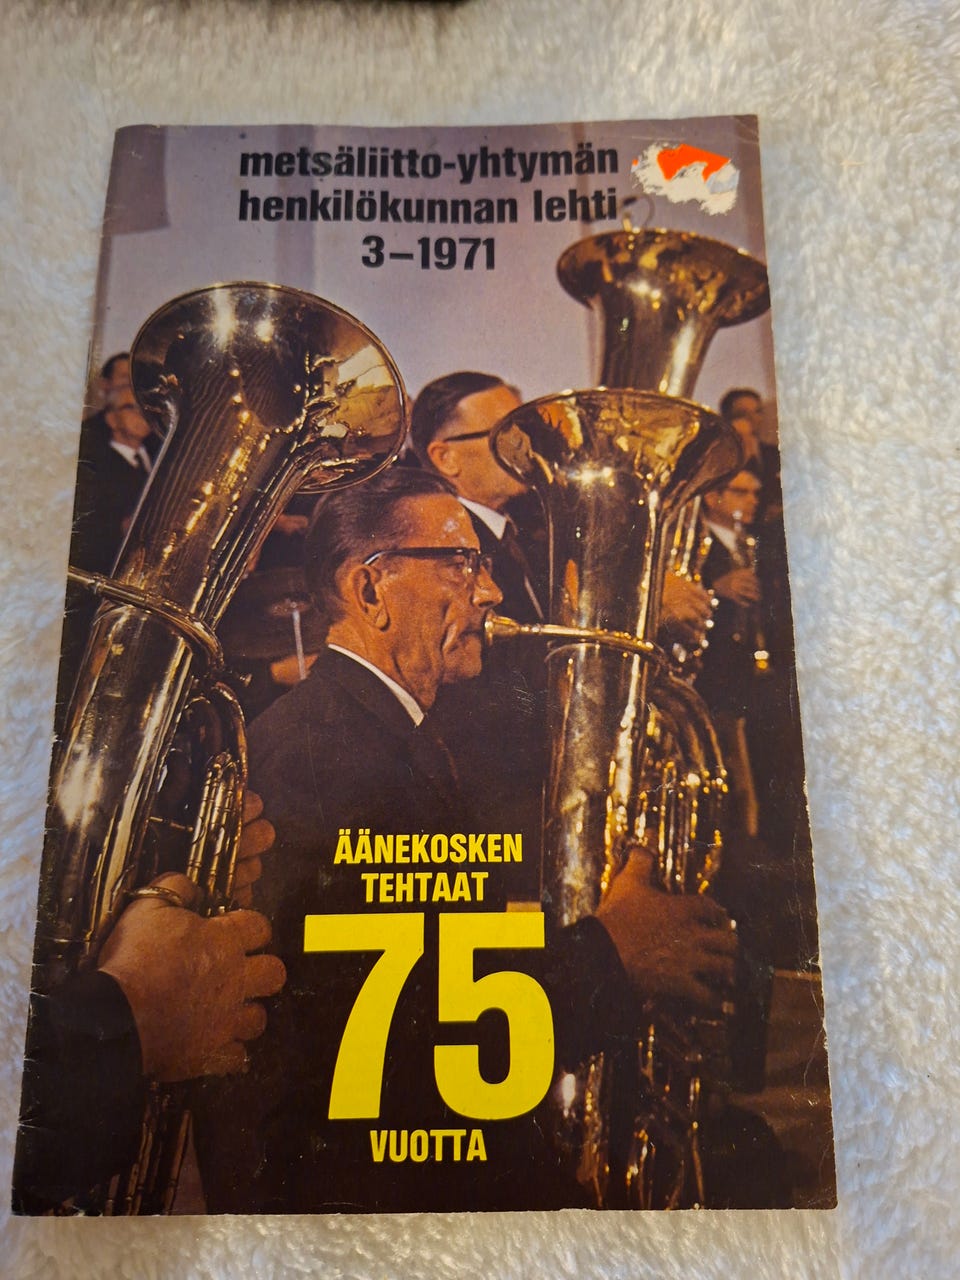 metsäliitto-yhtymän
henkilökunnan lehti
3–1971
ÄÄNEKOSKEN
TEHTAAT
75
VUOTTA